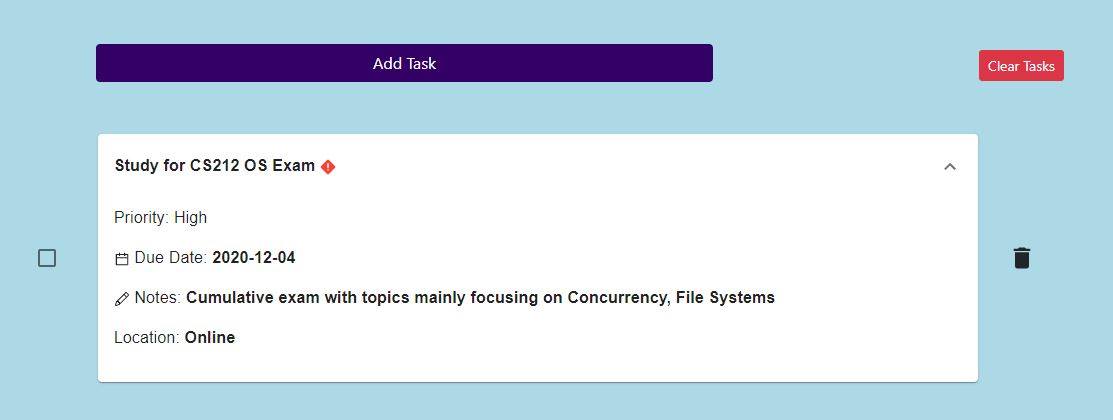 Add Task
Clear Tasks
Study for CS212 OS Exam
Priority: High
Due Date: 2020-12-04
Notes: Cumulative exam with topics mainly focusing on Concurrency, File Systems
Location: Online